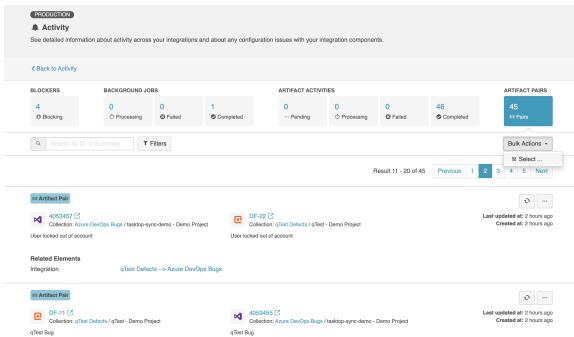 PRODUCTION
Activity
See detailed information about activity across your integrations and about any configuration issues with your integration components.
Back to Activity
BLOCKERS BACKGROUND JOBS ARTIFACT ACTIVITIES ARTIFACT PAIRS
4 0 0 1 0 0 0 46 45
Blocking Processing Failed Completed Pending Processing Failed Completed Pairs
Search by ID or Summary Filters Bulk Actions
Select ...
Result 11 - 20 of 45 Previous 1 2 3 4 5 Next
Artifact Pair
4053457 DF-22 Last updated at: 2 hours ago
Collection: Azure DevOps Bugs / tasktop-sync-demo - Demo Project Collection: qTest Defects / qTest - Demo Project Created at: 2 hours ago
User locked out of account User locked out of account
Related Elements
Integration qTest Defects --> Azure DevOps Bugs
Artifact Pair
DF-11 4053455 Last updated at: 2 hours ago
Collection: qTest Defects / qTest - Demo Project Collection: Azure DevOps Bugs / tasktop-sync-demo - Demo Project Created at: 2 hours ago
qTest Bug qTest Bug